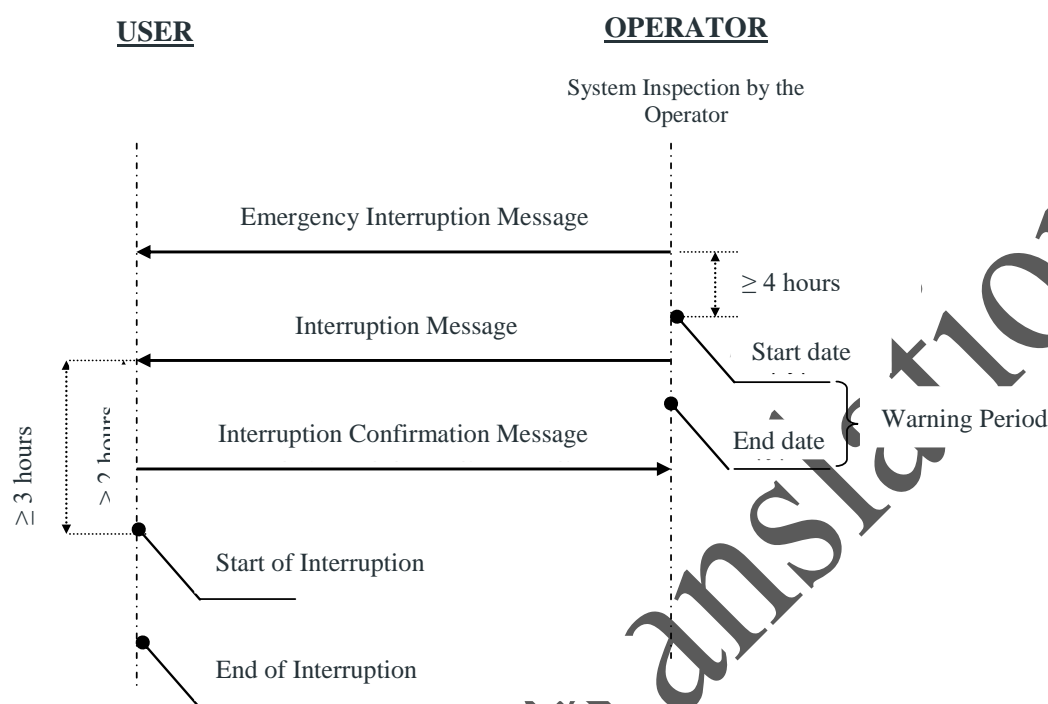 USER
OPERATOR
System Inspection by the
Operator
Emergency Interruption Message
≥ 4 hours
Interruption Message
Start date
Warning Period
End date
Interruption Confirmation Message
≥ 3 hours
Start of Interruption
End of Interruption